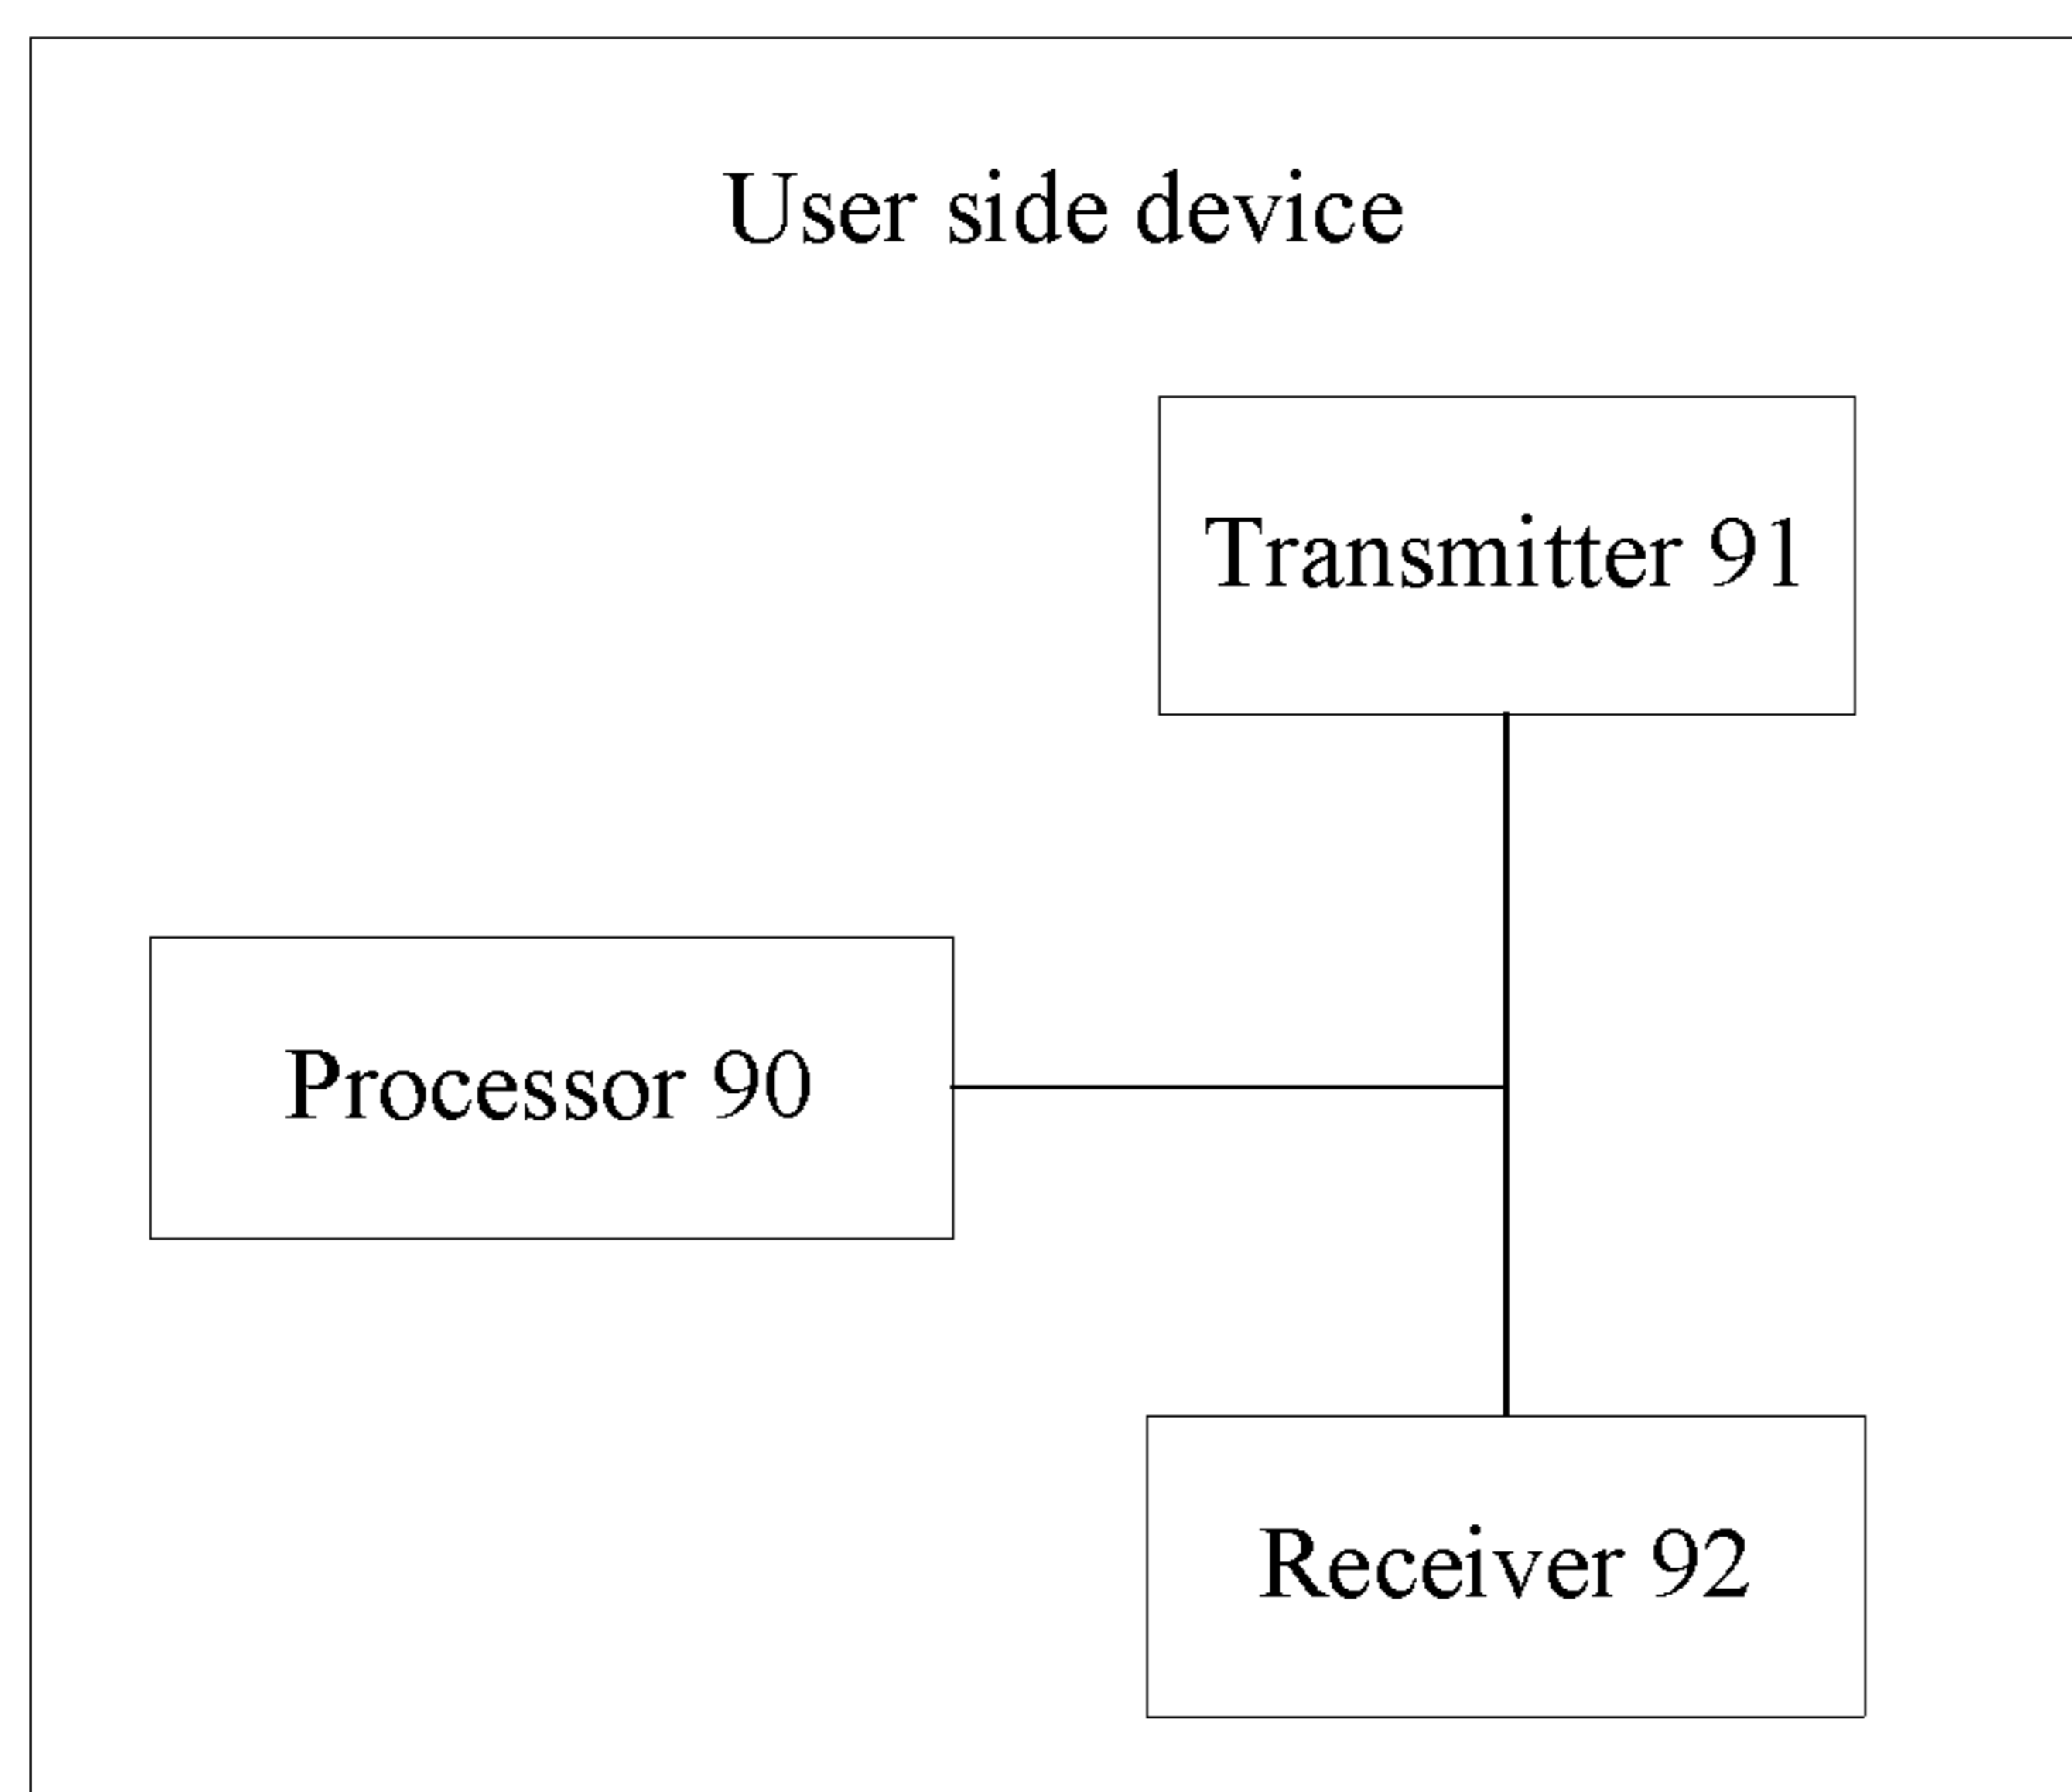 User side device
Transmitter 91
Processor 90
Receiver 92